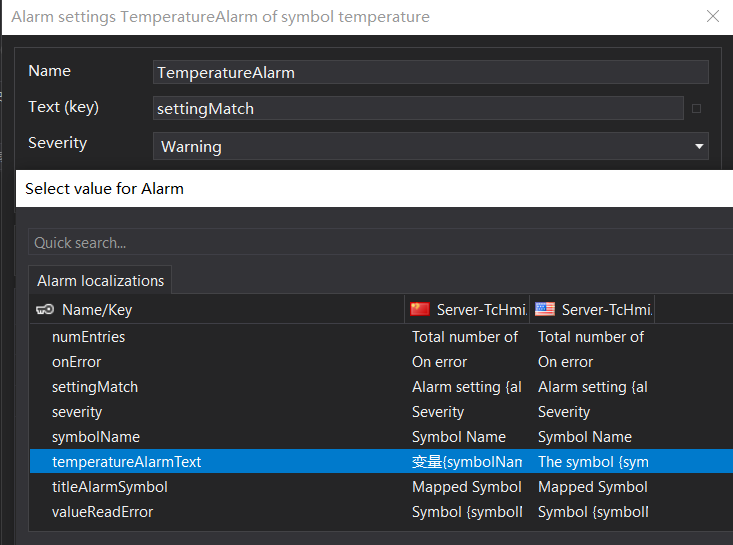 Alarm settings TemperatureAlarm of symbol temperature
Name TemperatureAlarm
Text (key) settingMatch
Severity Warning
Select value for Alarm
Quick search...
Alarm localizations
Name/Key Server-TcHmi. Server-TcHmi.
numEntries Total number of Total number of
onError On error On error
settingMatch Alarm setting {al Alarm setting {al
severity Severity Severity
symbolName Symbol Name Symbol Name
temperatureAlarmText 变量{symbolNam The symbol {sym
titleAlarmSymbol Mapped Symbol Mapped Symbol
valueReadError Symbol {symboll Symbol {symboll